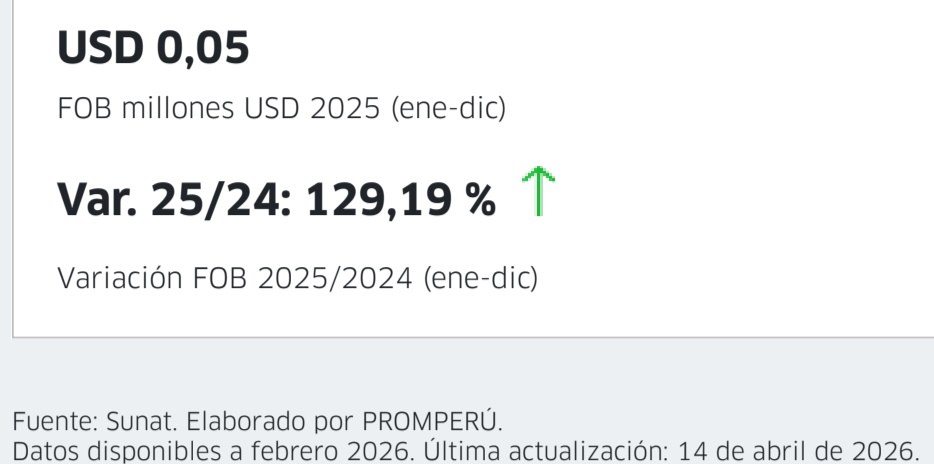 USD 0,05
FOB millones USD 2025 (ene-dic)
Var. 25/24: 129,19 %
Variación FOB 2025/2024 (ene-dic)
Fuente: Sunat. Elaborado por PROMPERÚ.
Datos disponibles a febrero 2026. Última actualización: 14 de abril de 2026.